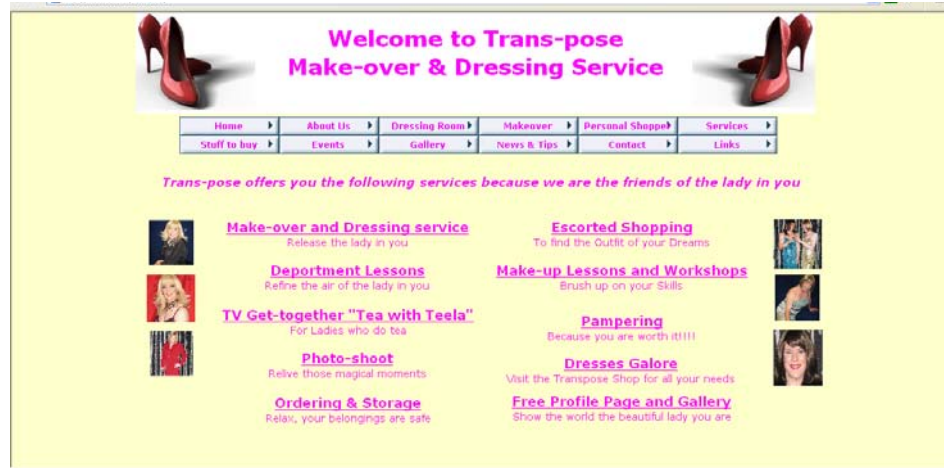 Welcome to Trans-pose
Make-over & Dressing Service
Home
About Us
Dressing Room
Makeover
Personal Shopper
Services
Stuff to buy
Events
Gallery
News & Tips
Contact
Links
Trans-pose offers you the following services because we are the friends of the lady in you
Make-over and Dressing service
Release the lady in you
Deportment Lessons
Refine the air of the lady in you
TV Get-together "Tea with Teela"
For Ladies who do tea
Photo-shoot
Relive those magical moments
Ordering & Storage
Relax, your belongings are safe
Escorted Shopping
To find the Outfit of your Dreams
Make-up Lessons and Workshops
Brush up on your Skills
Pampering
Because you are worth it!!!!
Dresses Galore
Visit the Transpose Shop for all your needs
Free Profile Page and Gallery
Show the world the beautiful lady you are